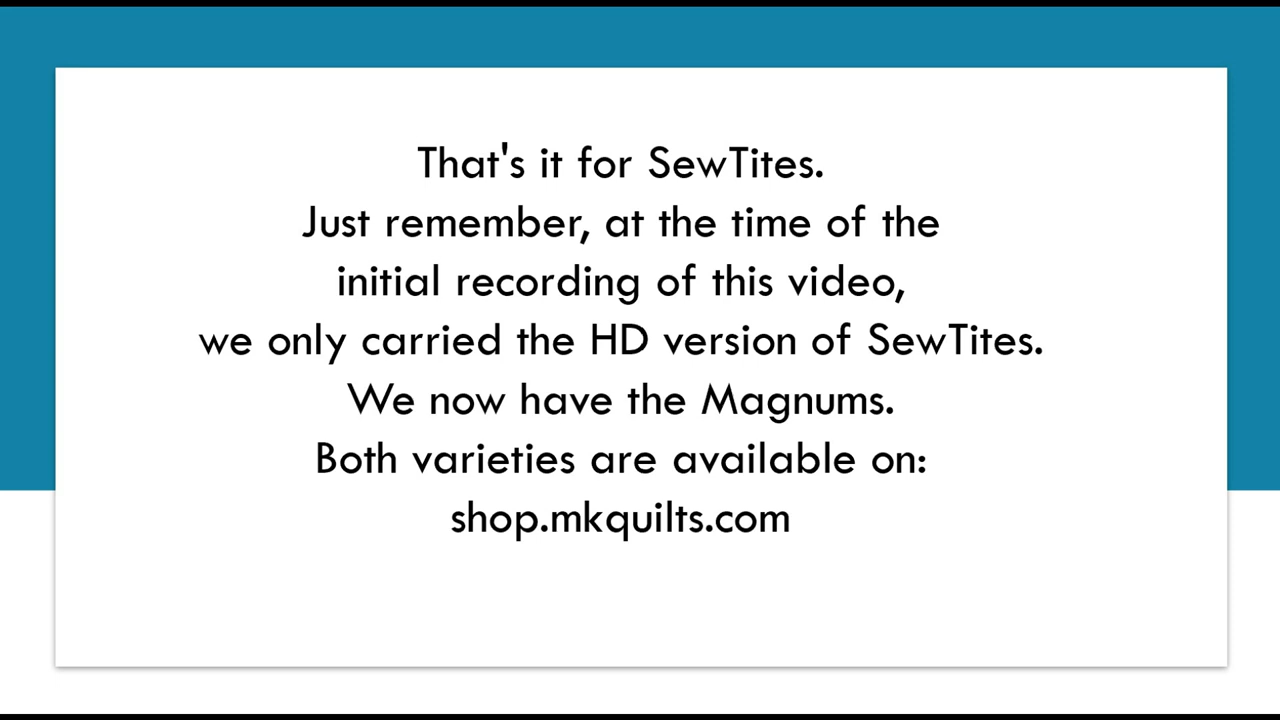 That's it for SewTites.
Just remember, at the time of the
initial recording of this video,
we only carried the HD version of SewTites.
We now have the Magnums.
Both varieties are available on:
shop.mkquilts.com